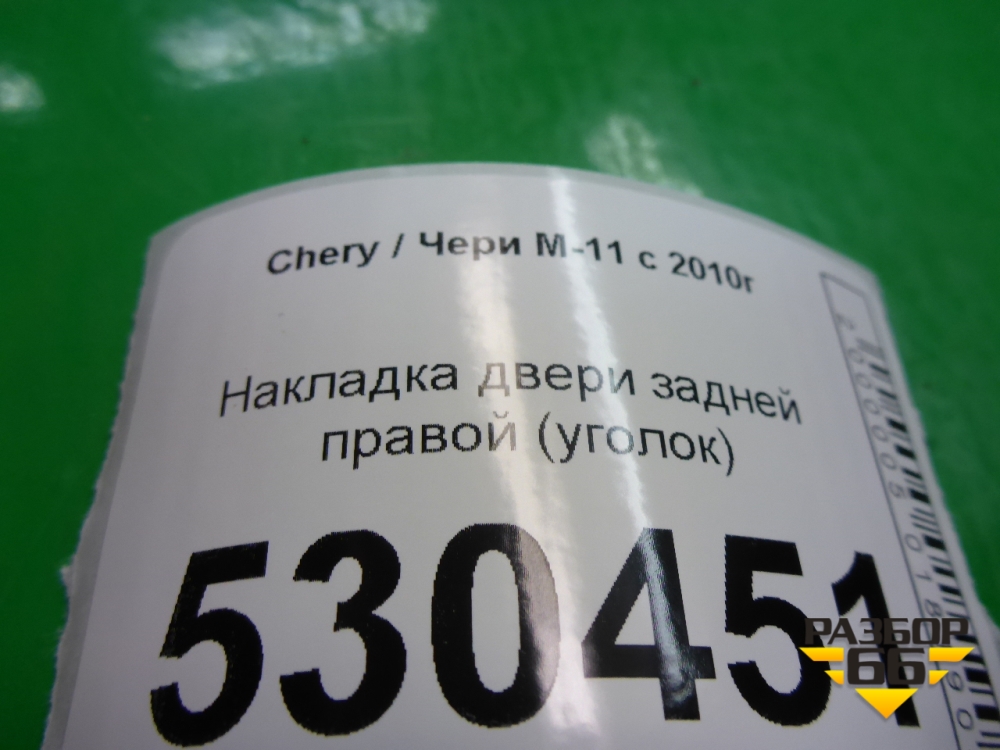 Chery / Чери М-11 с 2010г
Накладка двери задней
правой (уголок)
530451
РАЗБОР
66